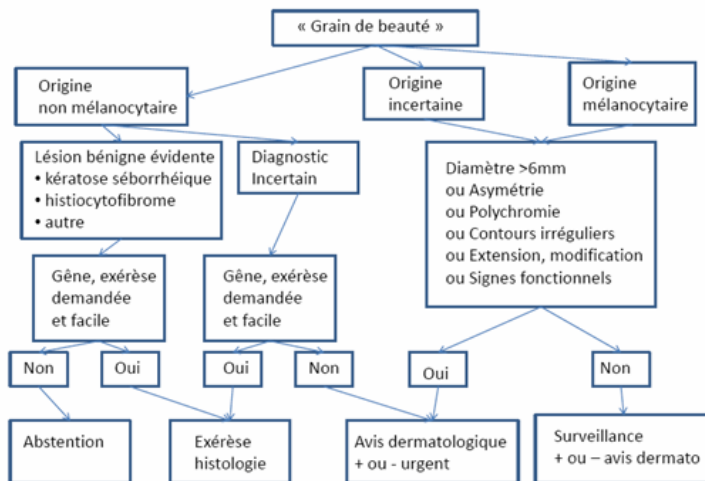 « Grain de beauté »
Origine
non mélanocytaire
Origine
incertaine
Origine
mélanocytaire
Lésion bénigne évidente
• kératose séborrhéique
• histiocytofibrome
• autre
Diagnostic
Incertain
Diamètre >6mm
ou Asymétrie
ou Polychromie
ou Contours irréguliers
ou Extension, modification
ou Signes fonctionnels
Gêne, exérèse
demandée
et facile
Gêne, exérèse
demandée
et facile
Non
Oui
Oui
Non
Oui
Non
Abstention
Exérèse
histologie
Avis dermatologique
+ ou - urgent
Surveillance
+ ou – avis dermato